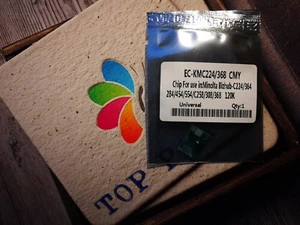 EC-KMC224/368 CMY
Chip For use in:Minolta Bizhub-C224/364
284/454/554/C258/308/368 120K
Universal Qty:1
TOP